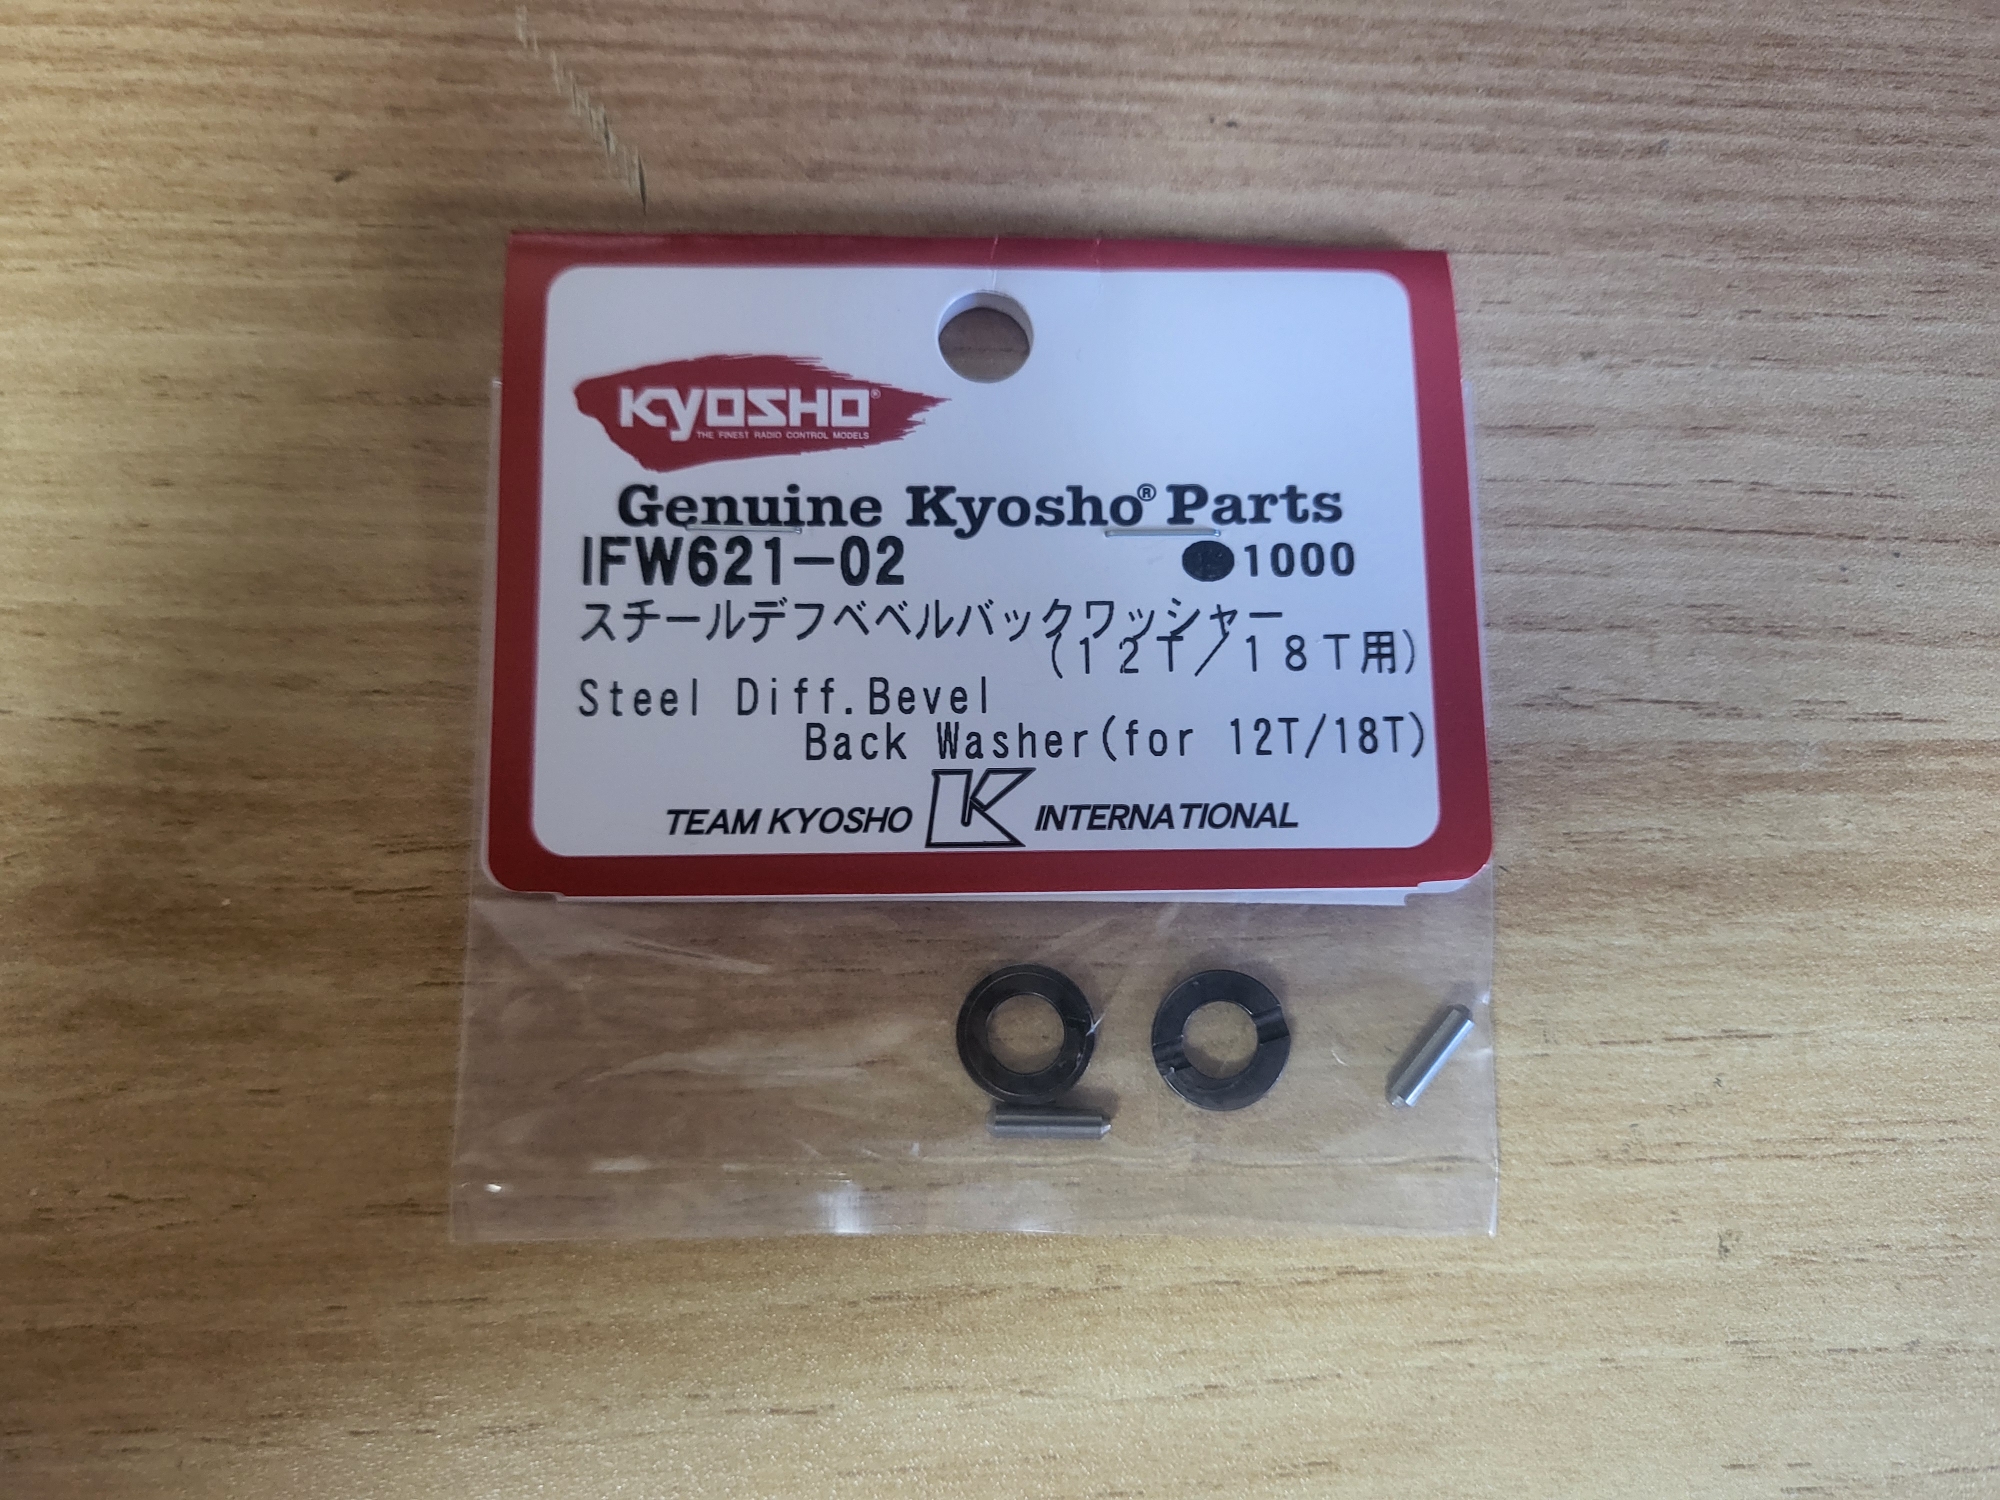 KYOSHO®
THE FINEST RADIO CONTROL MODELS
Genuine Kyosho® Parts
IFW621-02 1000
スチールデフベベルバックワッシャー
(12T/18T用)
Steel Diff.Bevel
Back Washer(for 12T/18T)
TEAM KYOSHO K INTERNATIONAL